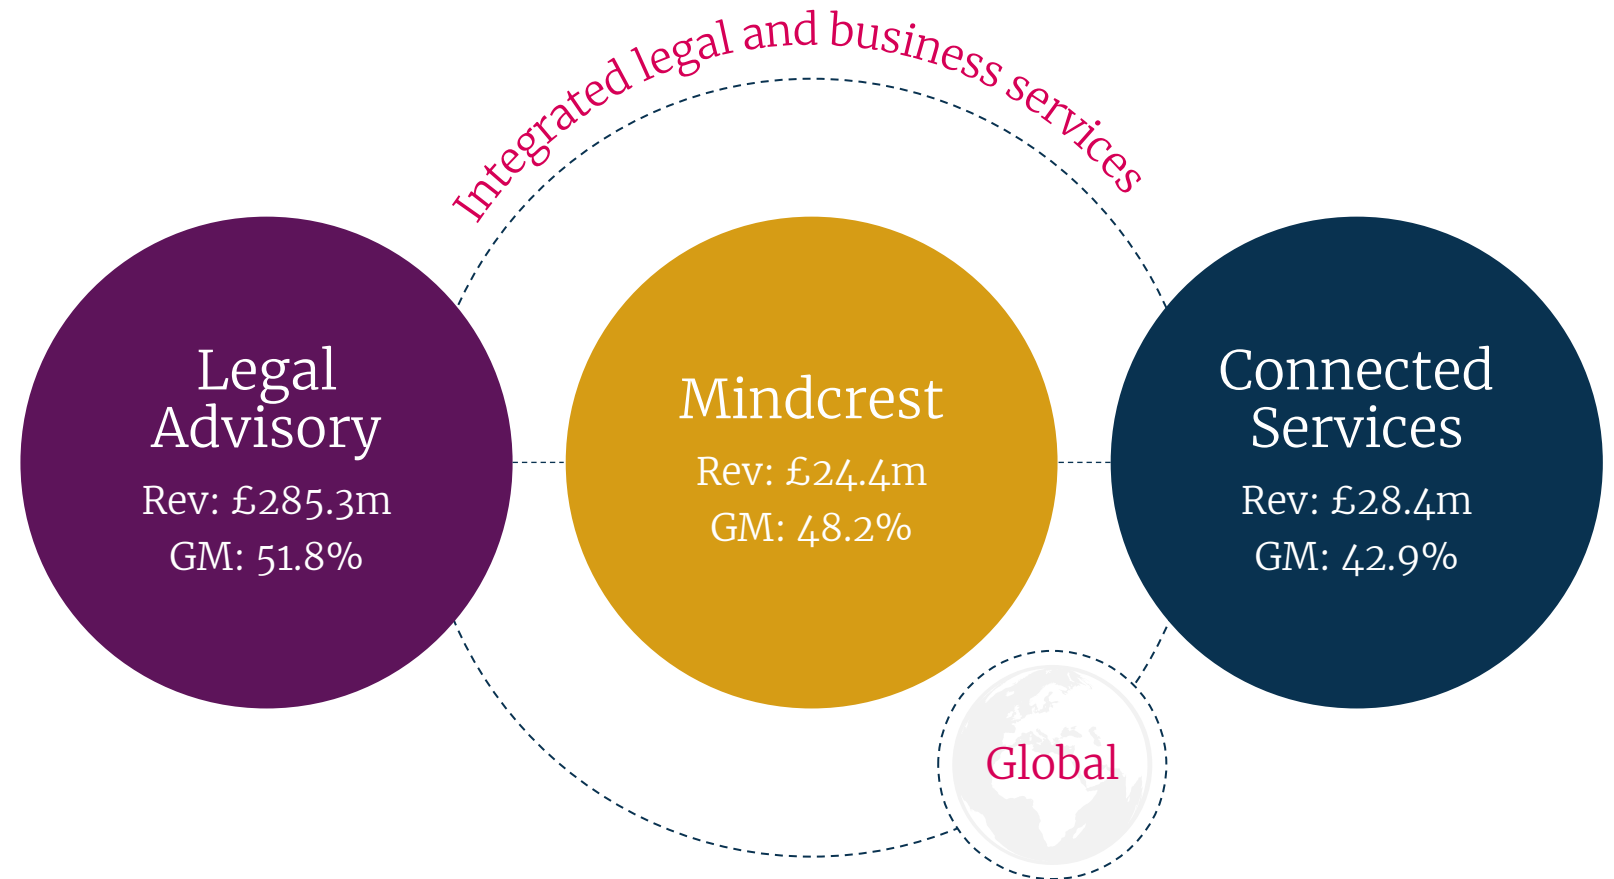 Integrated legal and business services
Legal
Advisory
Rev: £285.3m
GM: 51.8%
Mindcrest
Rev: £24.4m
GM: 48.2%
Connected
Services
Rev: £28.4m
GM: 42.9%
Global